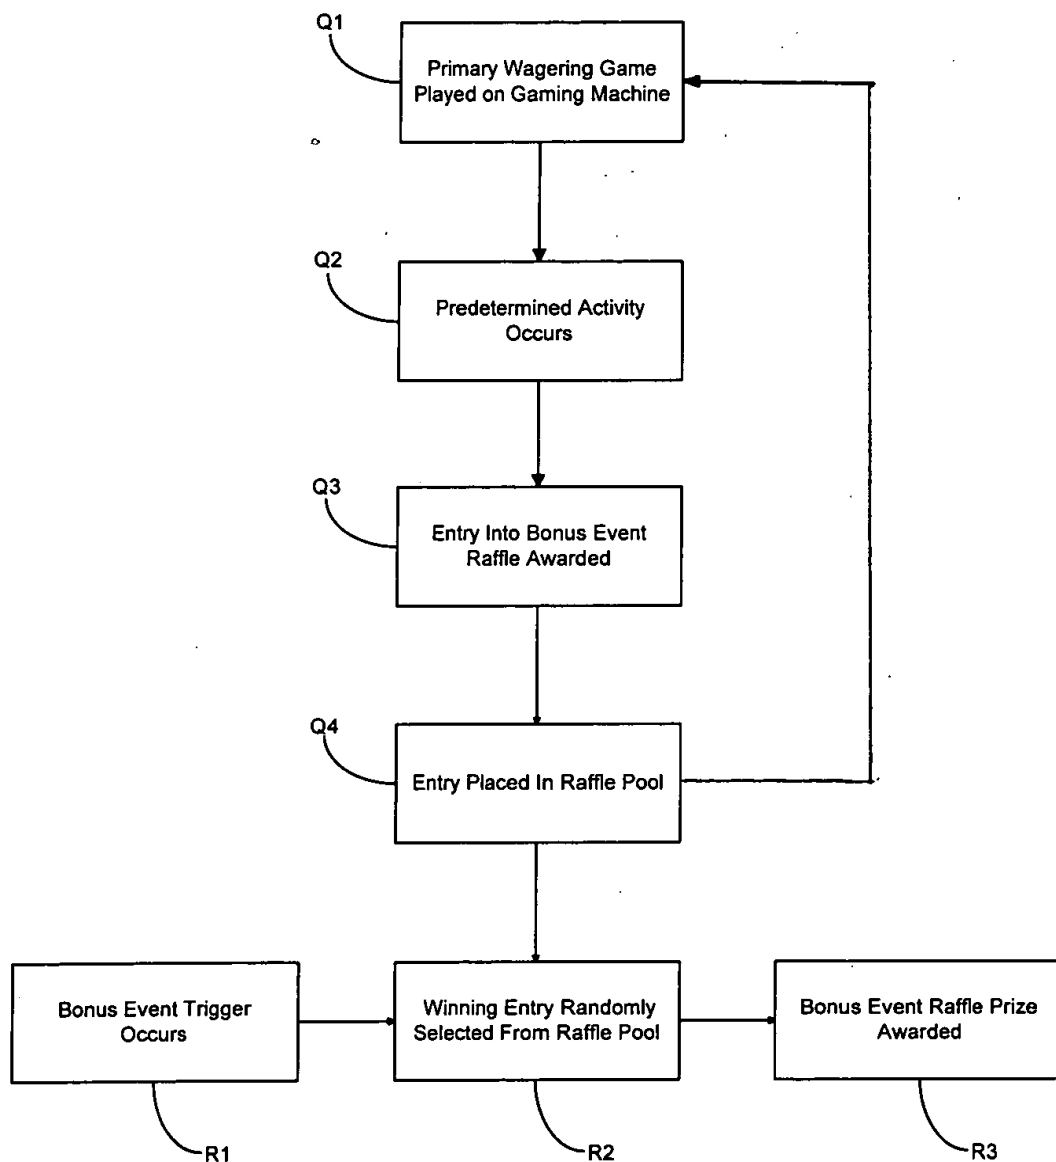 Q1
Primary Wagering Game
Played on Gaming Machine
Q2
Predetermined Activity
Occurs
Q3
Entry Into Bonus Event
Raffle Awarded
Q4
Entry Placed In Raffle Pool
Bonus Event Trigger
Occurs
Winning Entry Randomly
Selected From Raffle Pool
Bonus Event Raffle Prize
Awarded
R1
R2
R3